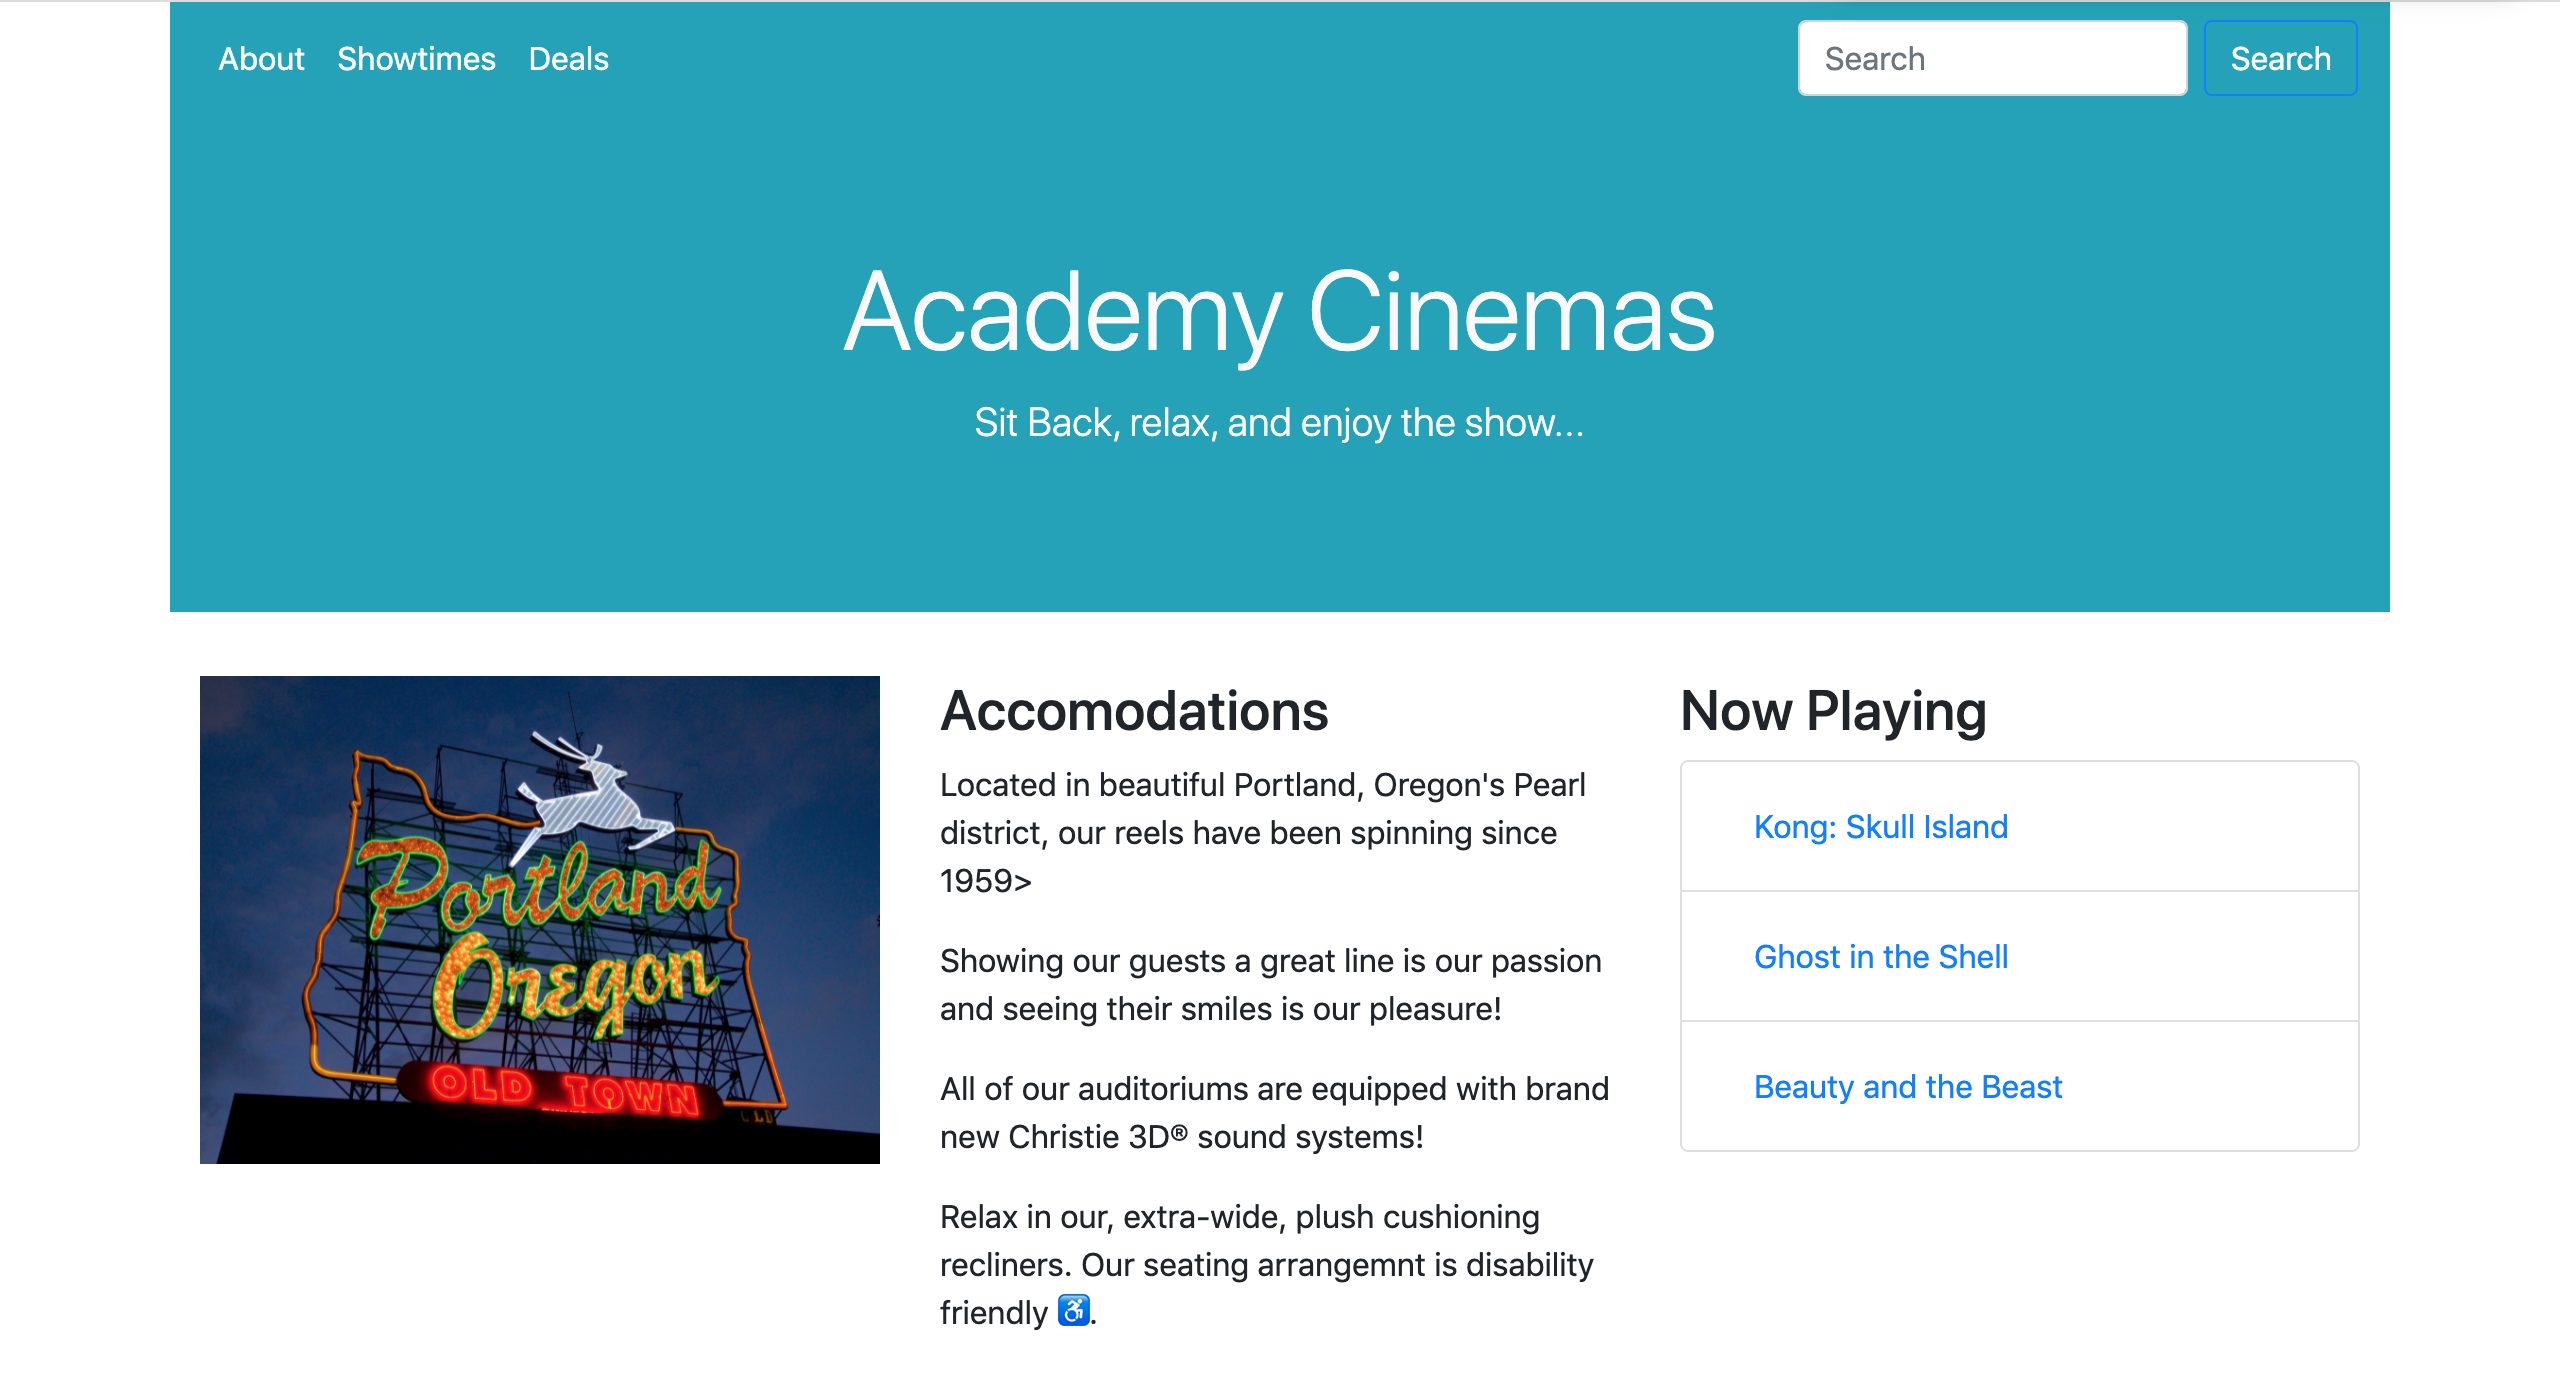 About Showtimes Deals
Search Search
Academy Cinemas
Sit Back, relax, and enjoy the show...
Portland
Oregon
OLD TOWN
Accomodations
Located in beautiful Portland, Oregon's Pearl
district, our reels have been spinning since
1959>
Showing our guests a great line is our passion
and seeing their smiles is our pleasure!
All of our auditoriums are equipped with brand
new Christie 3D® sound systems!
Relax in our, extra-wide, plush cushioning
recliners. Our seating arrangemnt is disability
friendly ♿.
Now Playing
Kong: Skull Island
Ghost in the Shell
Beauty and the Beast